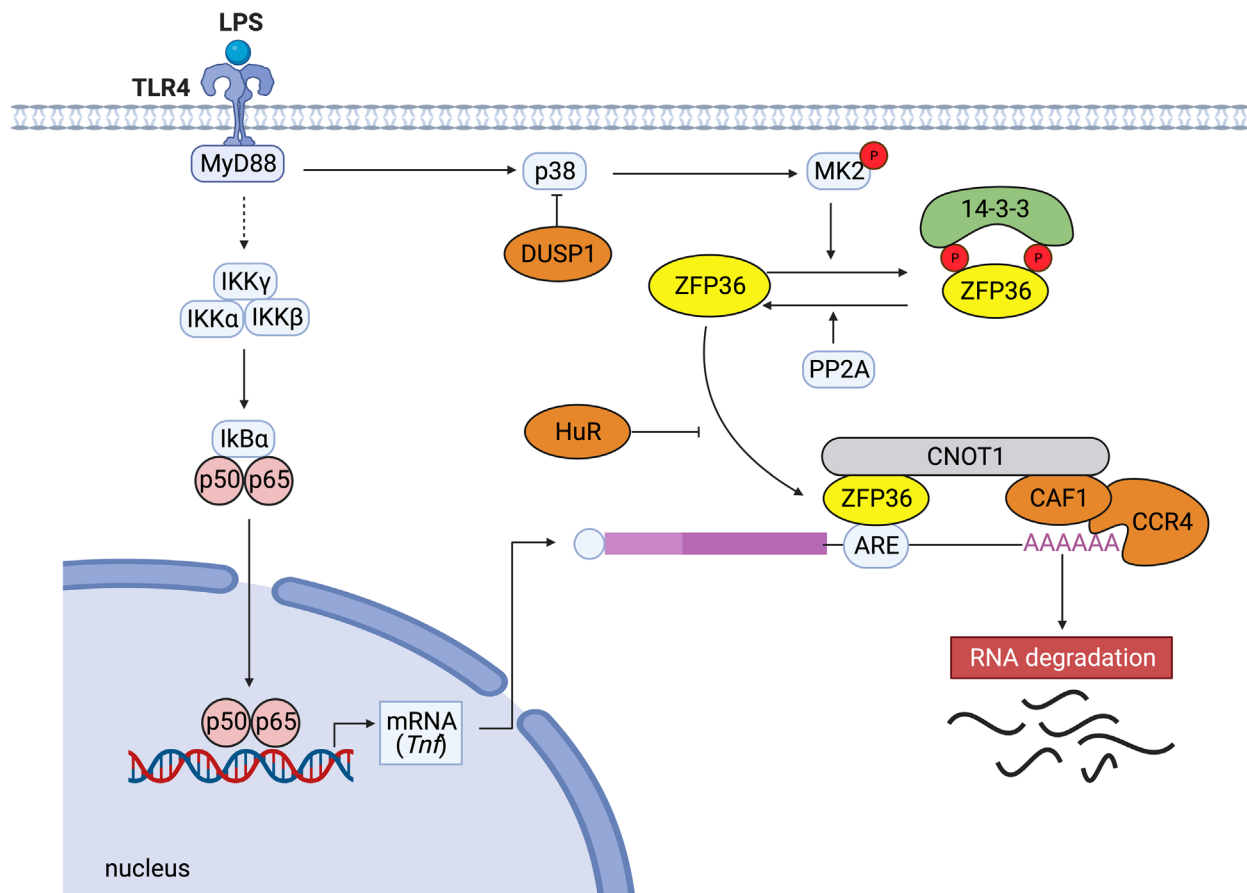 LPS
TLR4
MyD88
p38
MK2
P
DUSP1
14-3-3
P
P
ZFP36
ZFP36
PP2A
IKKγ
IKKα
IKKβ
IkBα
p50
p65
HuR
CNOT1
ZFP36
CAF1
CCR4
ARE
AAAAAA
RNA degradation
p50
p65
mRNA
(Tnf)
nucleus